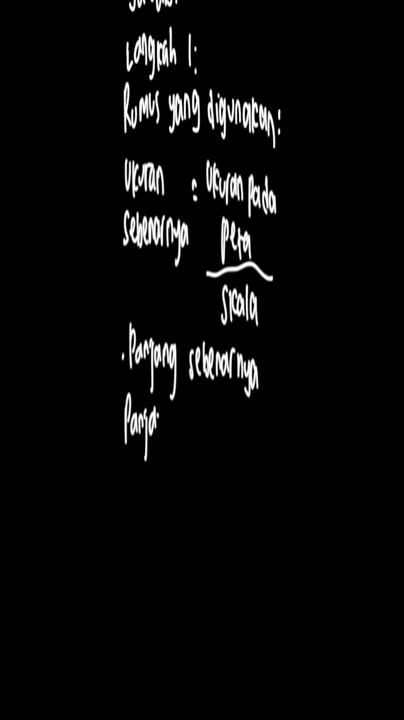 Langkah 1:
Rumus yang digunakan:
Ukuran : Ukuran pada
sebenarnya peta
skala
. Panjang sebenarnya
Panja